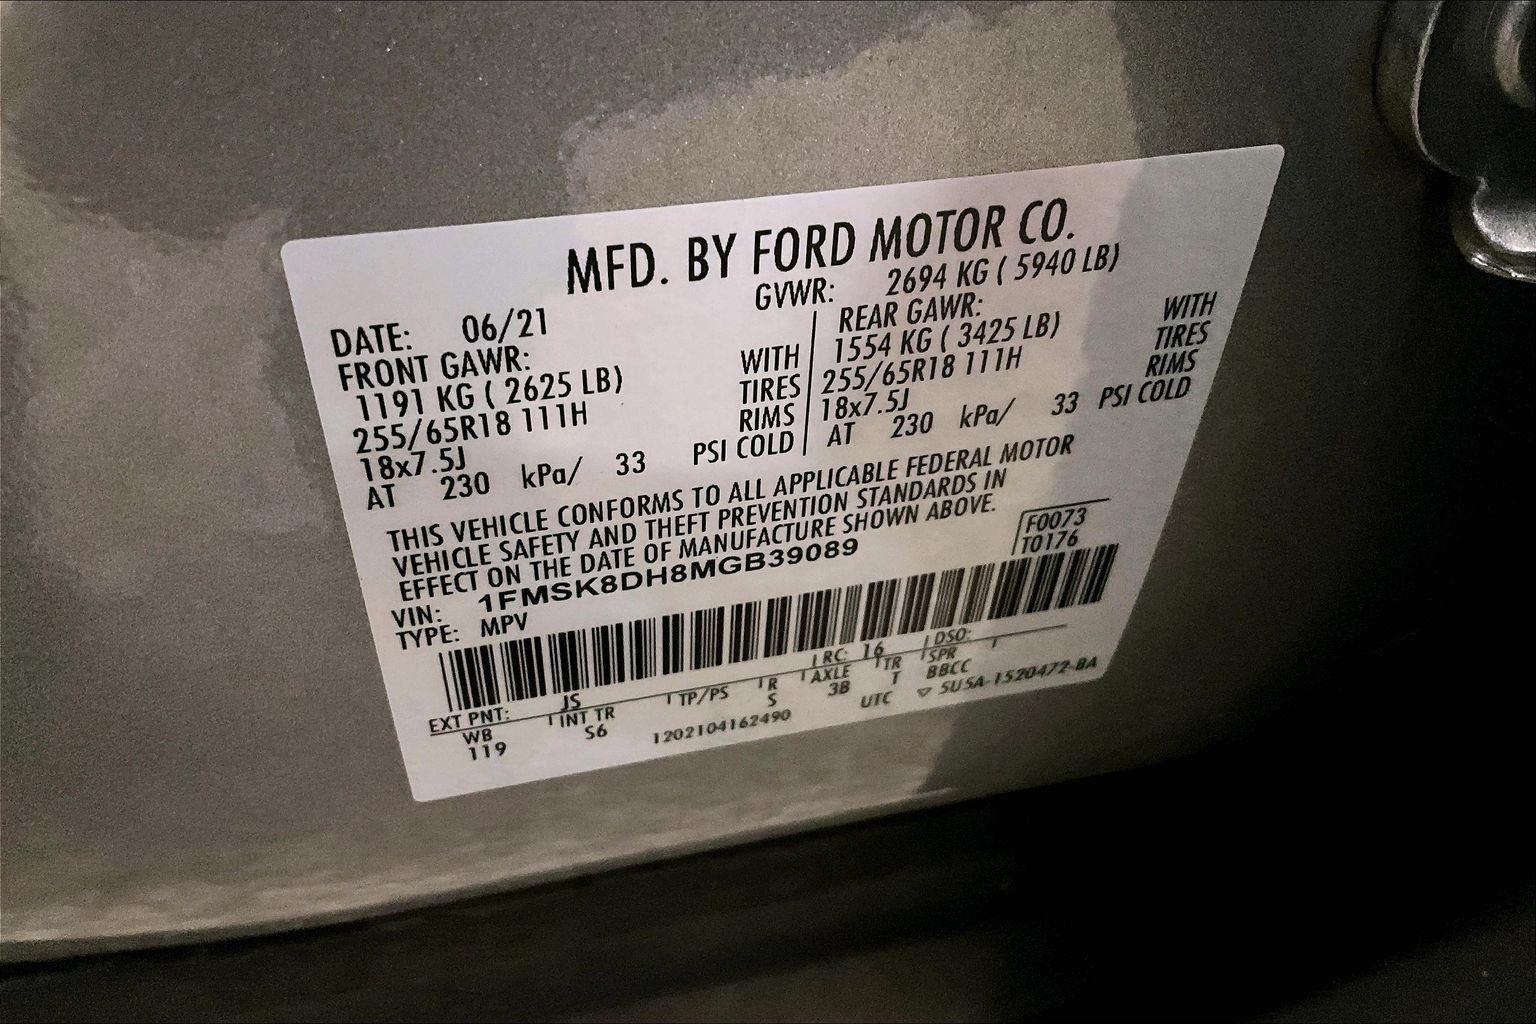 MFD. BY FORD MOTOR CO.
DATE: 06/21 GVWR: 2694 KG ( 5940 LB)
FRONT GAWR:
1191 KG ( 2625 LB) WITH
255/65R18 111H TIRES
18x7.5J RIMS
AT 230 kPa/ 33 PSI COLD
REAR GAWR:
1554 KG ( 3425 LB) WITH
255/65R18 111H TIRES
18x7.5J RIMS
AT 230 kPa/ 33 PSI COLD
THIS VEHICLE CONFORMS TO ALL APPLICABLE FEDERAL MOTOR
VEHICLE SAFETY AND THEFT PREVENTION STANDARDS IN
EFFECT ON THE DATE OF MANUFACTURE SHOWN ABOVE.
VIN: 1FMSK8DH8MGB39089
TYPE: MPV
F0073
T0176
EXT PNT: JS RC: 16 DSO:
WB INT TR TP/PS R AXLE TR SPR
119 S6 S 3B T BBCC
1202104162490 UTC ▽ 5U5A-1520472-BA